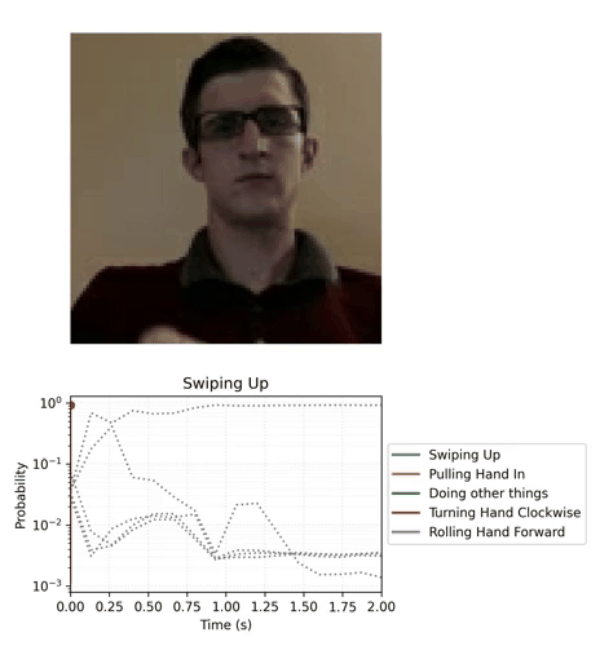 Swiping Up
10⁰
10⁻¹
10⁻²
10⁻³
Probability
0.00 0.25 0.50 0.75 1.00 1.25 1.50 1.75 2.00
Time (s)
Swiping Up
Pulling Hand In
Doing other things
Turning Hand Clockwise
Rolling Hand Forward